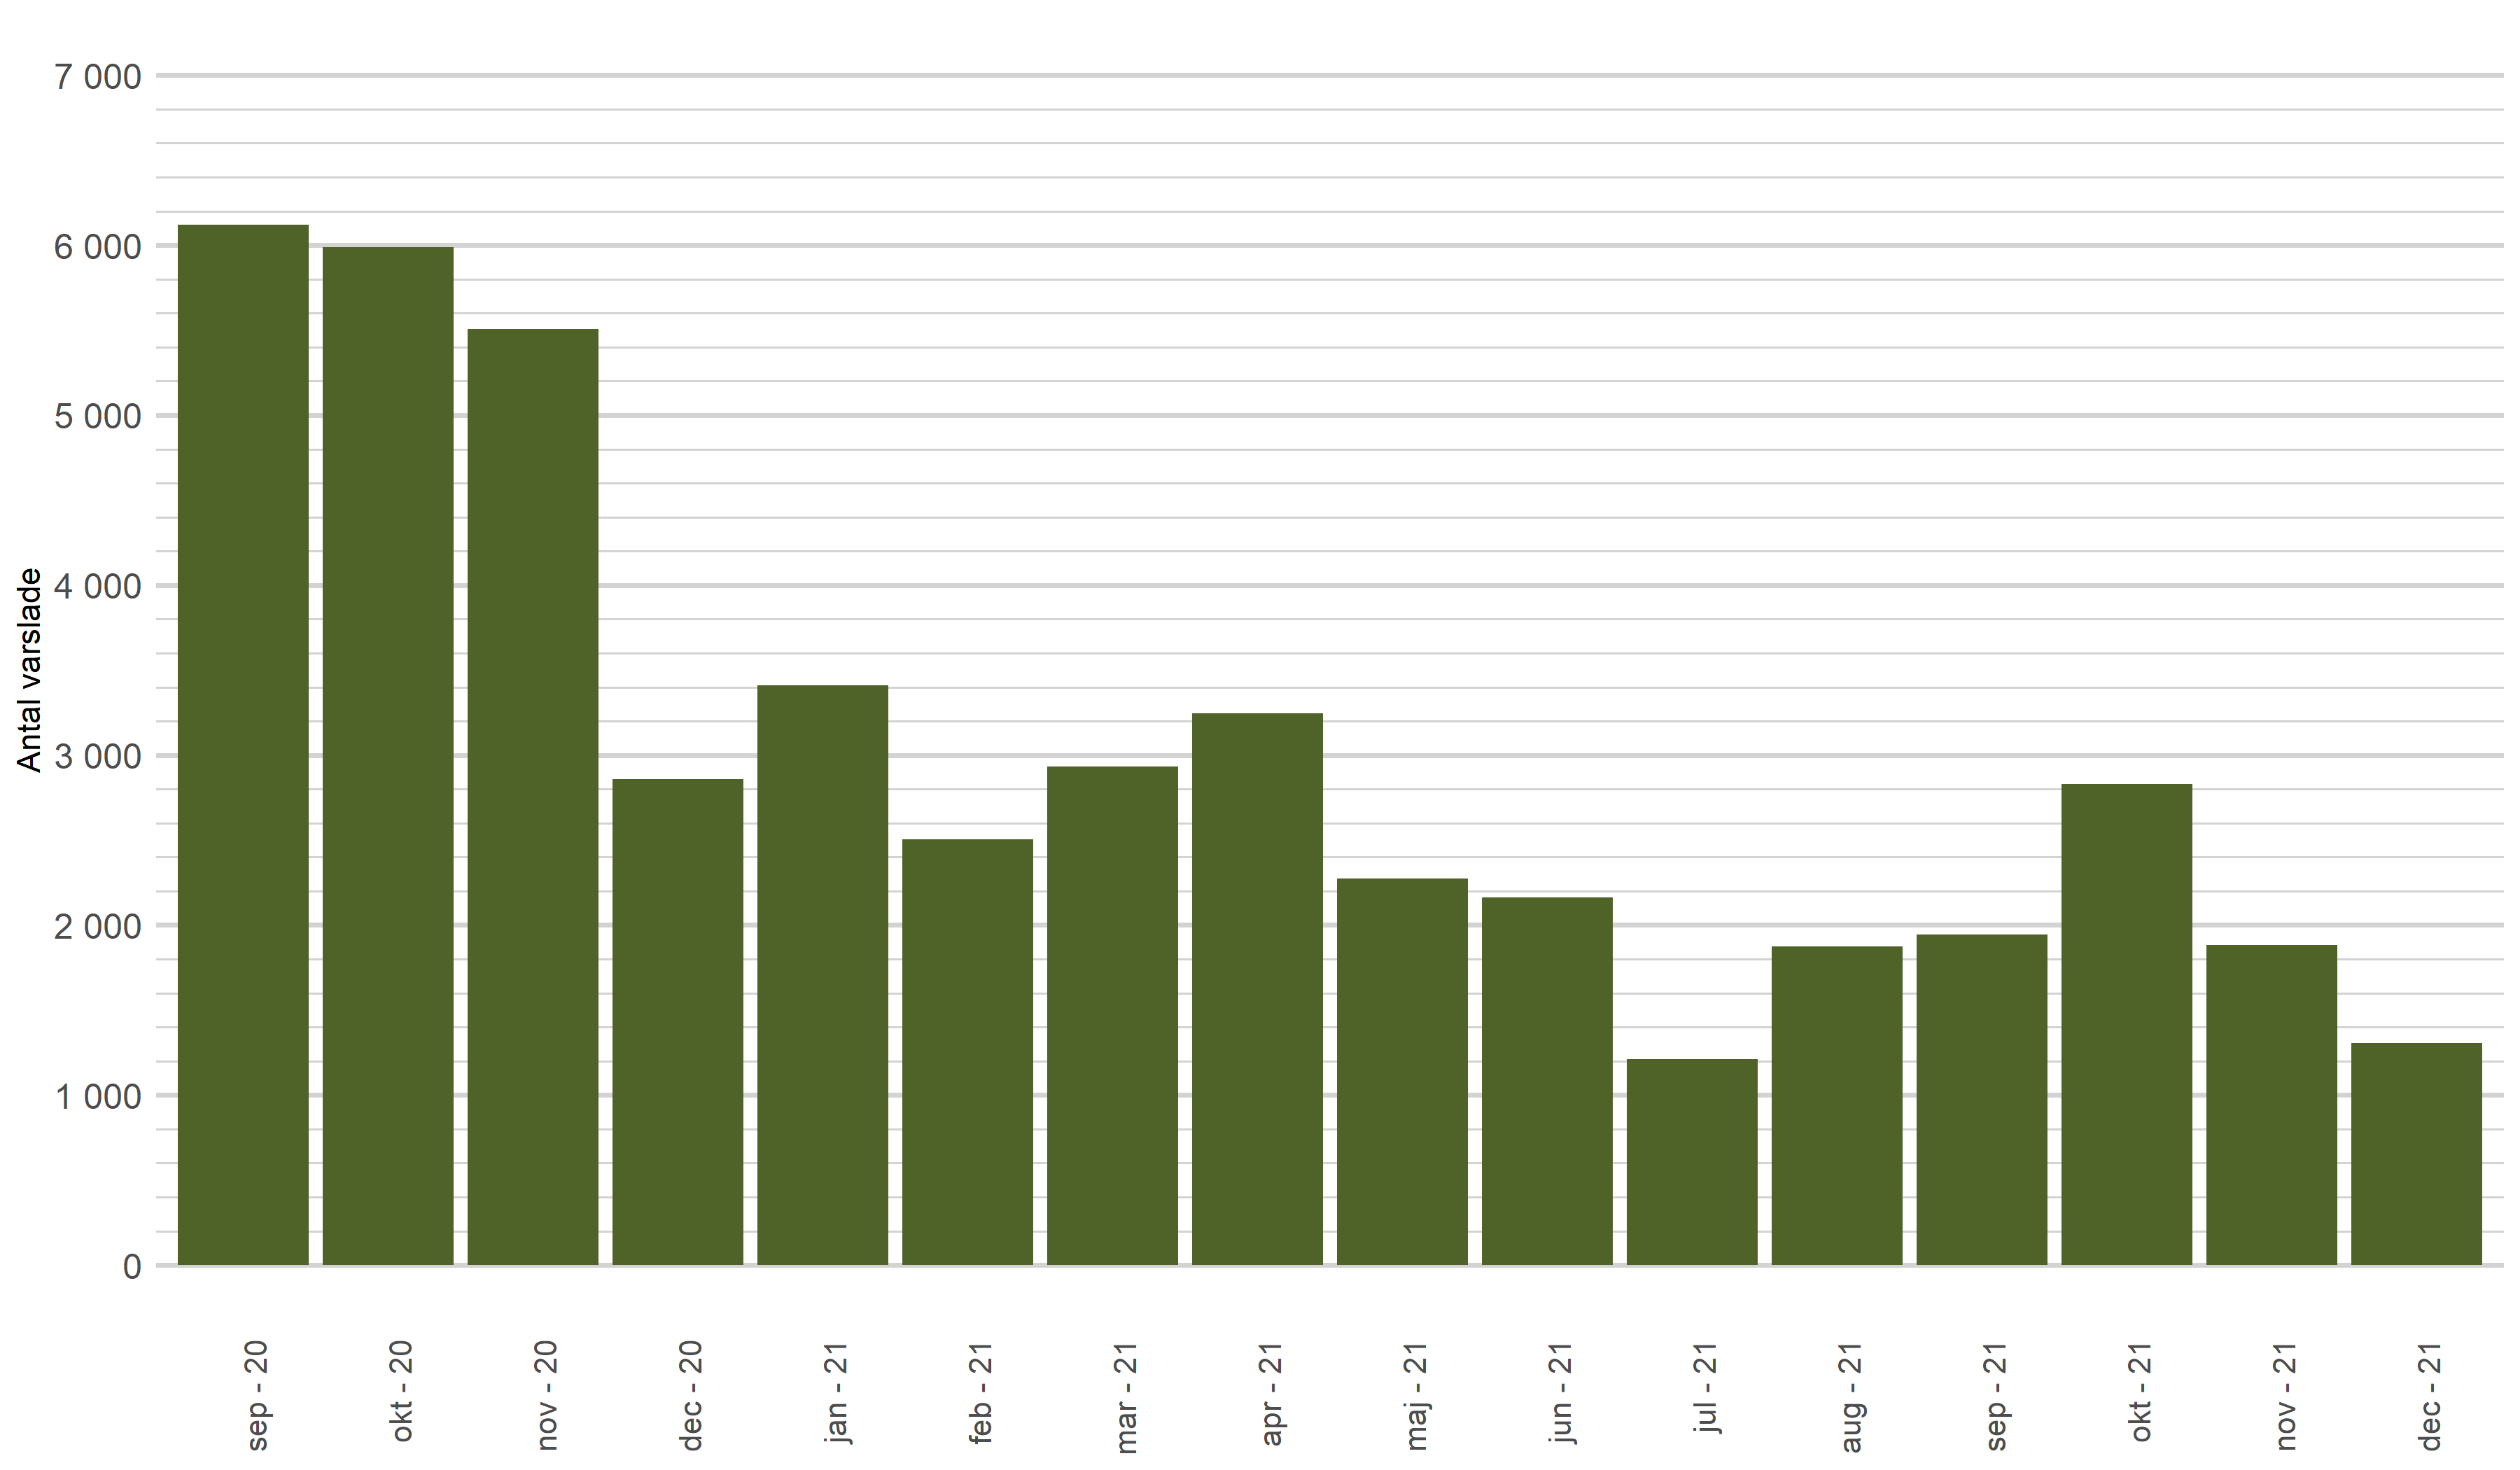 7 000
6 000
5 000
4 000
3 000
2 000
1 000
0
Antal varslade
sep - 20
okt - 20
nov - 20
dec - 20
jan - 21
feb - 21
mar - 21
apr - 21
maj - 21
jun - 21
jul - 21
aug - 21
sep - 21
okt - 21
nov - 21
dec - 21